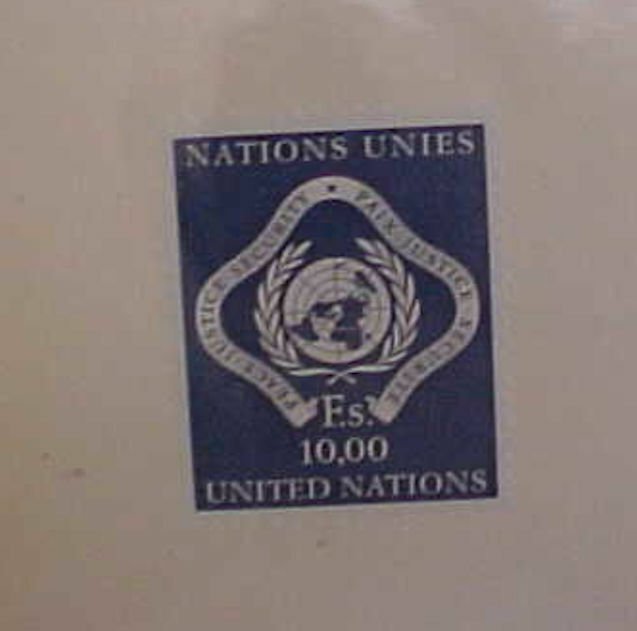 NATIONS UNIES
PEACE·JUSTICE·SECURITY
PAIX·JUSTICE·SECURITE
F.s.
10,00
UNITED NATIONS